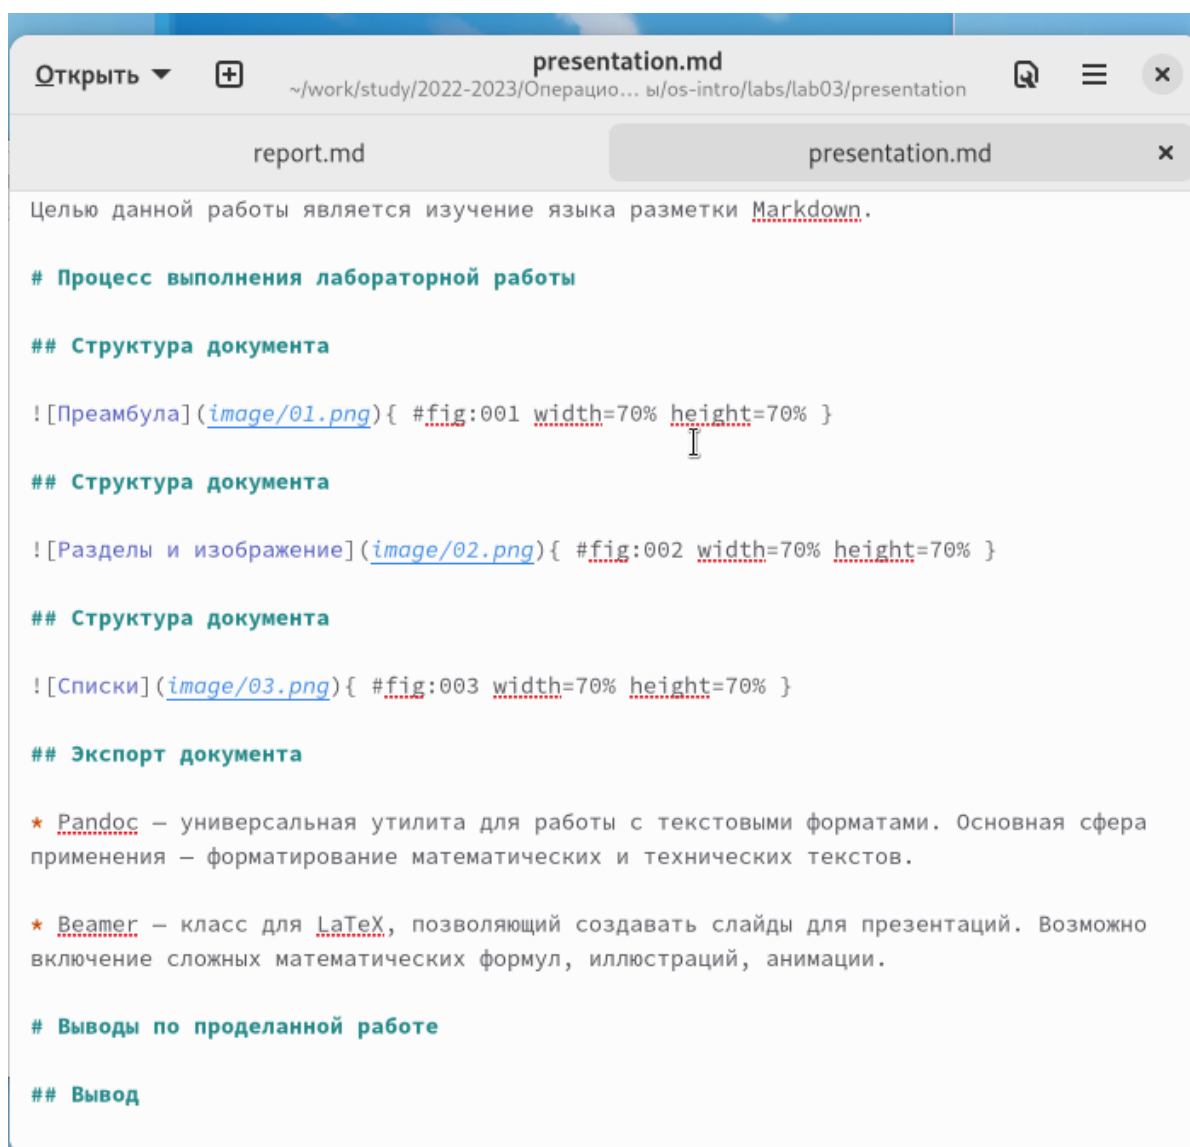 Открыть
presentation.md
~/work/study/2022-2023/Операцио… ы/os-intro/labs/lab03/presentation
report.md
presentation.md
Целью данной работы является изучение языка разметки Markdown.
# Процесс выполнения лабораторной работы
## Структура документа
![Преамбула](image/01.png){ #fig:001 width=70% height=70% }
## Структура документа
![Разделы и изображение](image/02.png){ #fig:002 width=70% height=70% }
## Структура документа
![Списки](image/03.png){ #fig:003 width=70% height=70% }
## Экспорт документа
* Pandoc — универсальная утилита для работы с текстовыми форматами. Основная сфера
применения — форматирование математических и технических текстов.
* Beamer — класс для LaTeX, позволяющий создавать слайды для презентаций. Возможно
включение сложных математических формул, иллюстраций, анимации.
# Выводы по проделанной работе
## Вывод